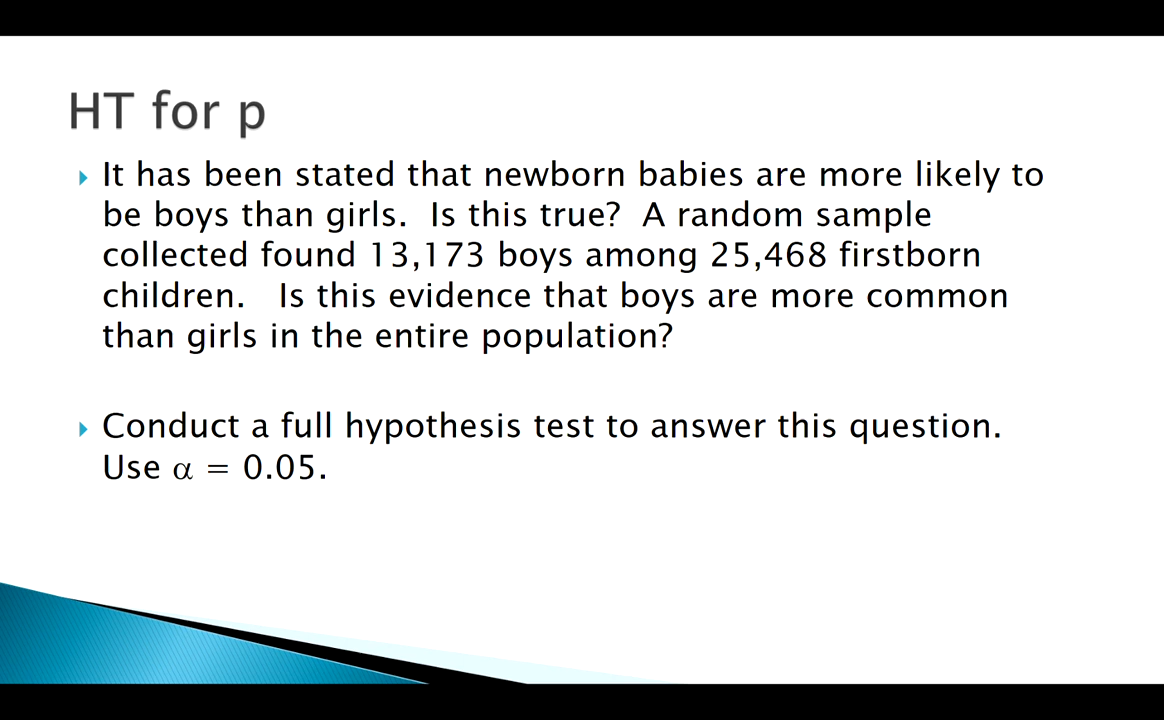 HT for p
It has been stated that newborn babies are more likely to
be boys than girls.  Is this true?  A random sample
collected found 13,173 boys among 25,468 firstborn
children.   Is this evidence that boys are more common
than girls in the entire population?
Conduct a full hypothesis test to answer this question.
Use α = 0.05.